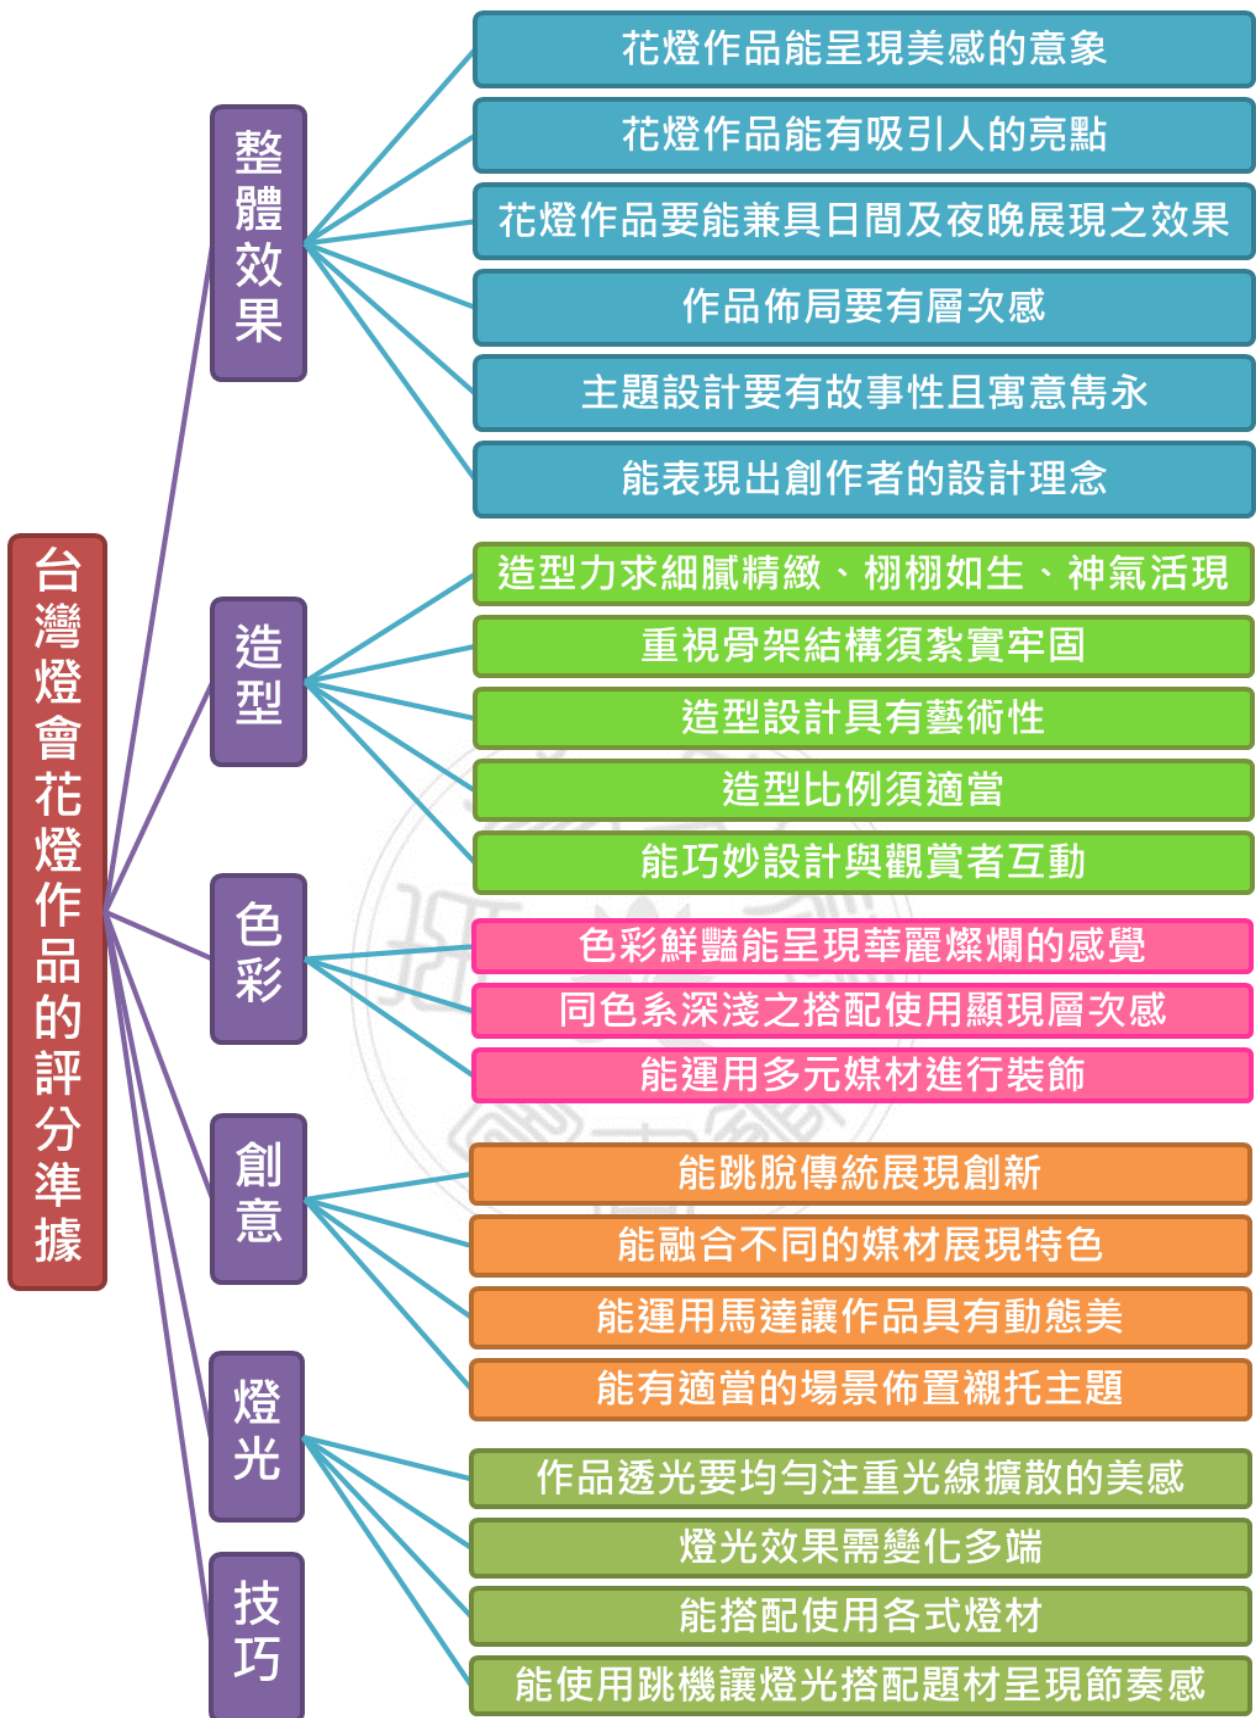 台灣燈會花燈作品的評分準據
整體效果
花燈作品能呈現美感的意象
花燈作品能有吸引人的亮點
花燈作品要能兼具日間及夜晚展現之效果
作品佈局要有層次感
主題設計要有故事性且寓意雋永
能表現出創作者的設計理念
造型
造型力求細膩精緻、栩栩如生、神氣活現
重視骨架結構須紮實牢固
造型設計具有藝術性
造型比例須適當
能巧妙設計與觀賞者互動
色彩
色彩鮮豔能呈現華麗燦爛的感覺
同色系深淺之搭配使用顯現層次感
能運用多元媒材進行裝飾
創意
能跳脫傳統展現創新
能融合不同的媒材展現特色
能運用馬達讓作品具有動態美
能有適當的場景佈置襯托主題
燈光
作品透光要均勻注重光線擴散的美感
燈光效果需變化多端
能搭配使用各式燈材
能使用跳機讓燈光搭配題材呈現節奏感
技巧